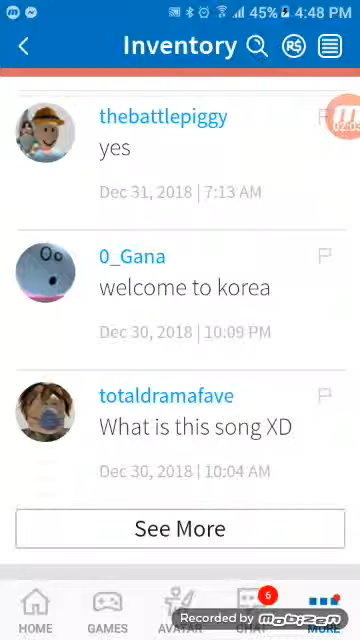 45% 4:48 PM
Inventory
R$
thebattlepiggy
yes
Dec 31, 2018 | 7:13 AM
0_Gana
welcome to korea
Dec 30, 2018 | 10:09 PM
totaldramafave
What is this song XD
Dec 30, 2018 | 10:04 AM
See More
6
HOME
GAMES
AVATAR
CHAT
MORE
Recorded by mobizen